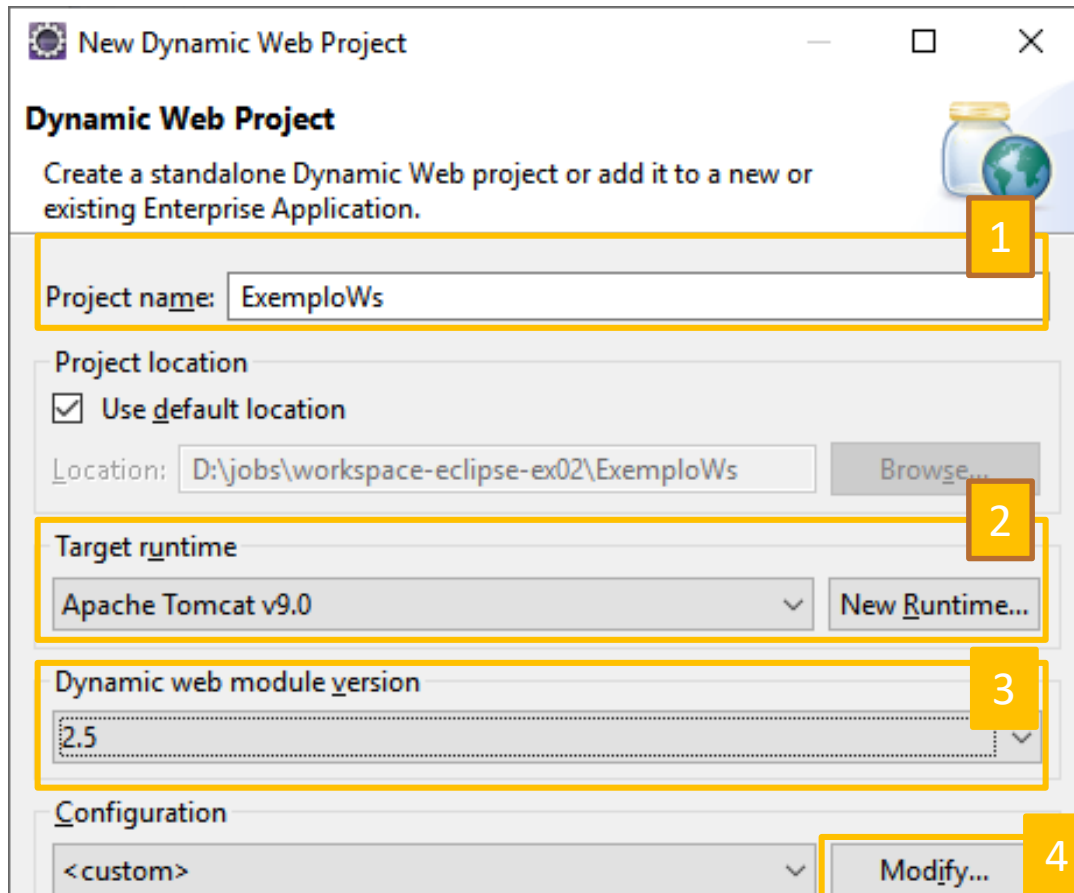 New Dynamic Web Project
Dynamic Web Project
Create a standalone Dynamic Web project or add it to a new or
existing Enterprise Application.
1
Project name: ExemploWs
Project location
Use default location
Location: D:\jobs\workspace-eclipse-ex02\ExemploWs Browse...
2
Target runtime
Apache Tomcat v9.0 New Runtime...
3
Dynamic web module version
2.5
Configuration
4
<custom> Modify...